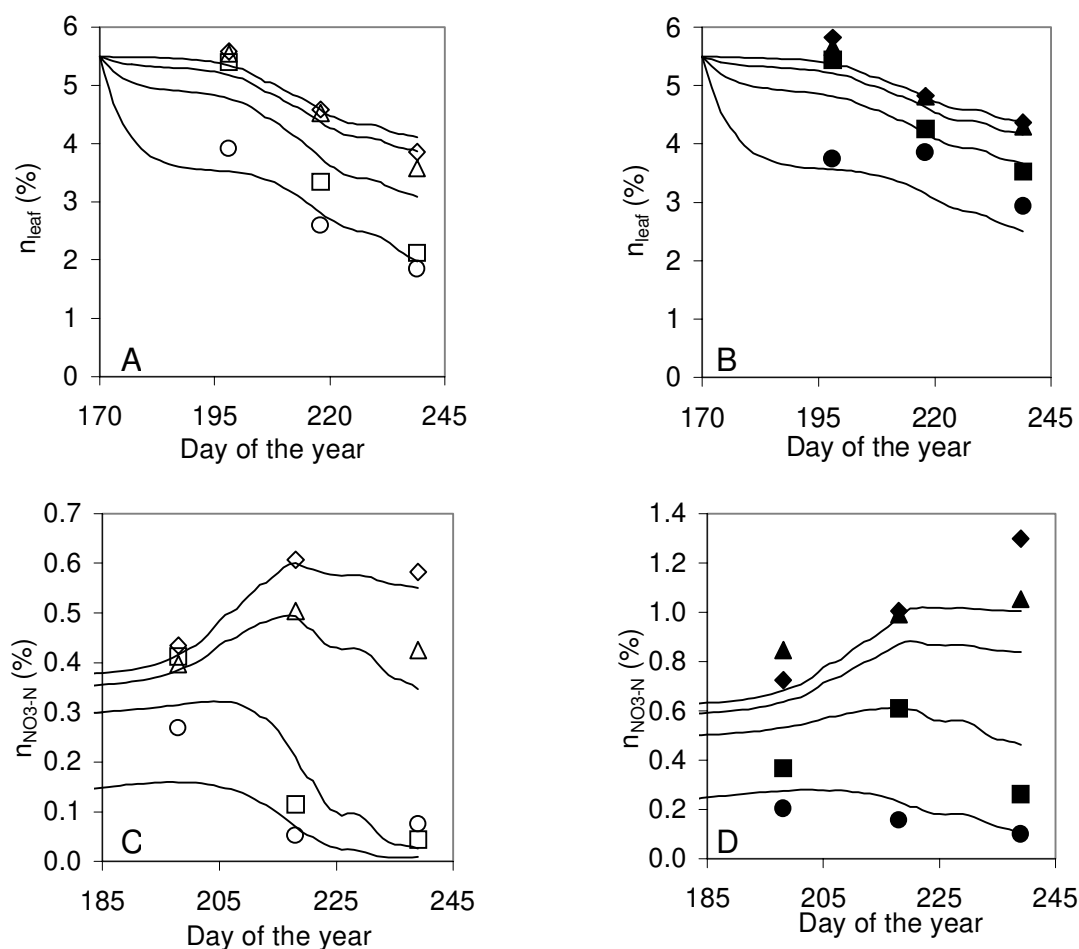 6
5
4
3
2
1
0
n_leaf (%)
A
170 195 220 245
Day of the year
6
5
4
3
2
1
0
n_leaf (%)
B
170 195 220 245
Day of the year
0.7
0.6
0.5
0.4
0.3
0.2
0.1
0.0
n_NO3-N (%)
C
185 205 225 245
Day of the year
1.4
1.2
1.0
0.8
0.6
0.4
0.2
0.0
n_NO3-N (%)
D
185 205 225 245
Day of the year